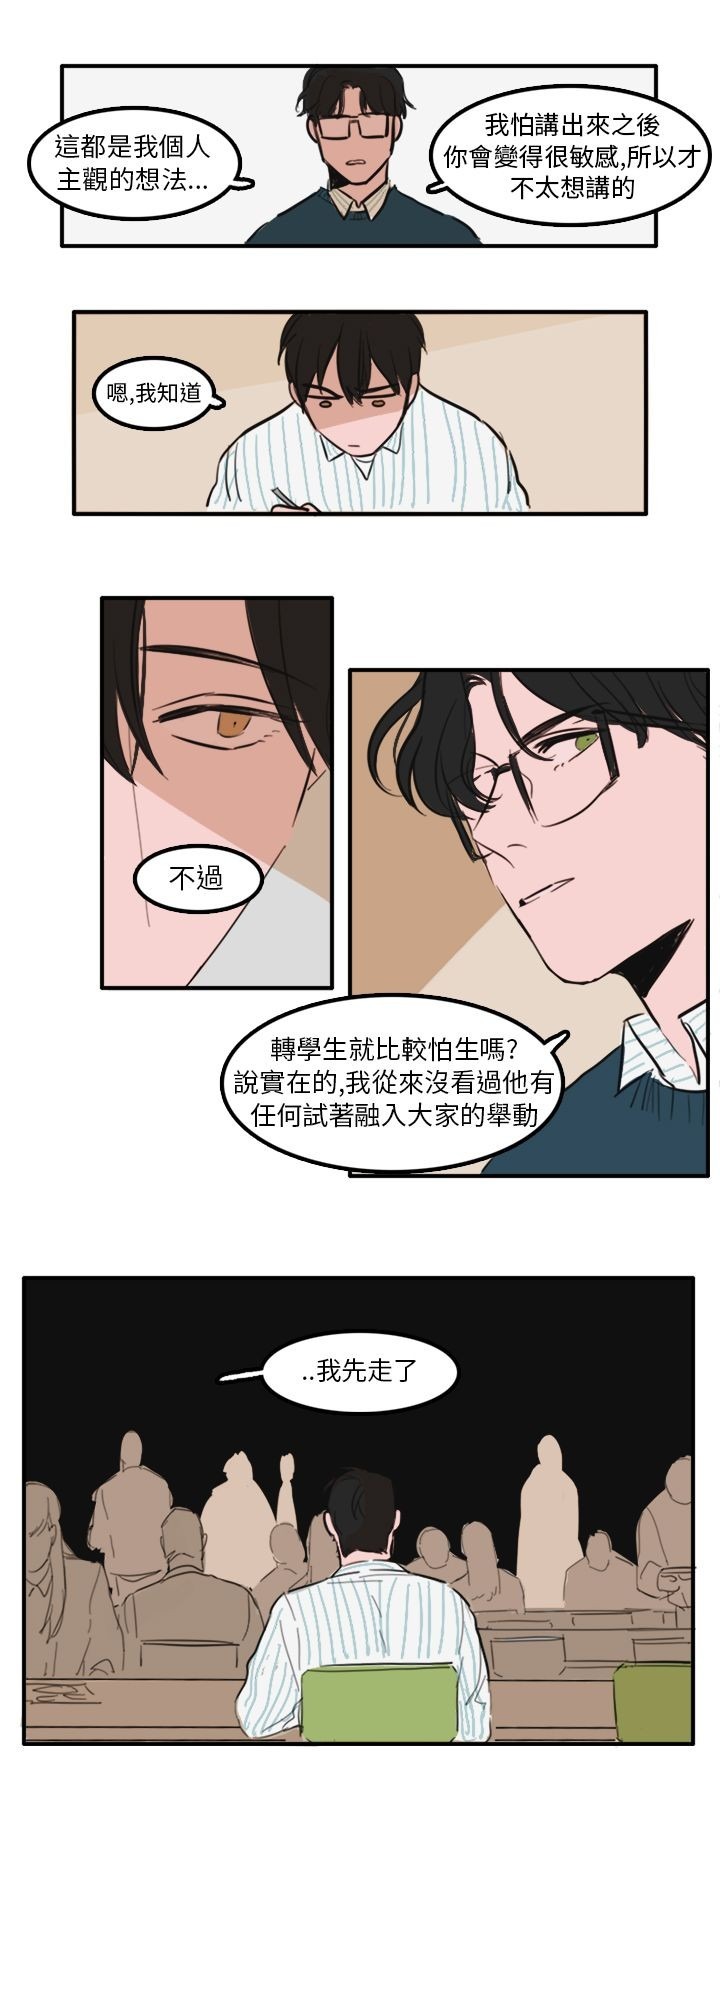 這都是我個人
主觀的想法...
我怕講出來之後
你會變得很敏感,所以才
不太想講的
嗯,我知道
不過
轉學生就比較怕生嗎?
說實在的,我從來沒看過他有
任何試著融入大家的舉動
..我先走了